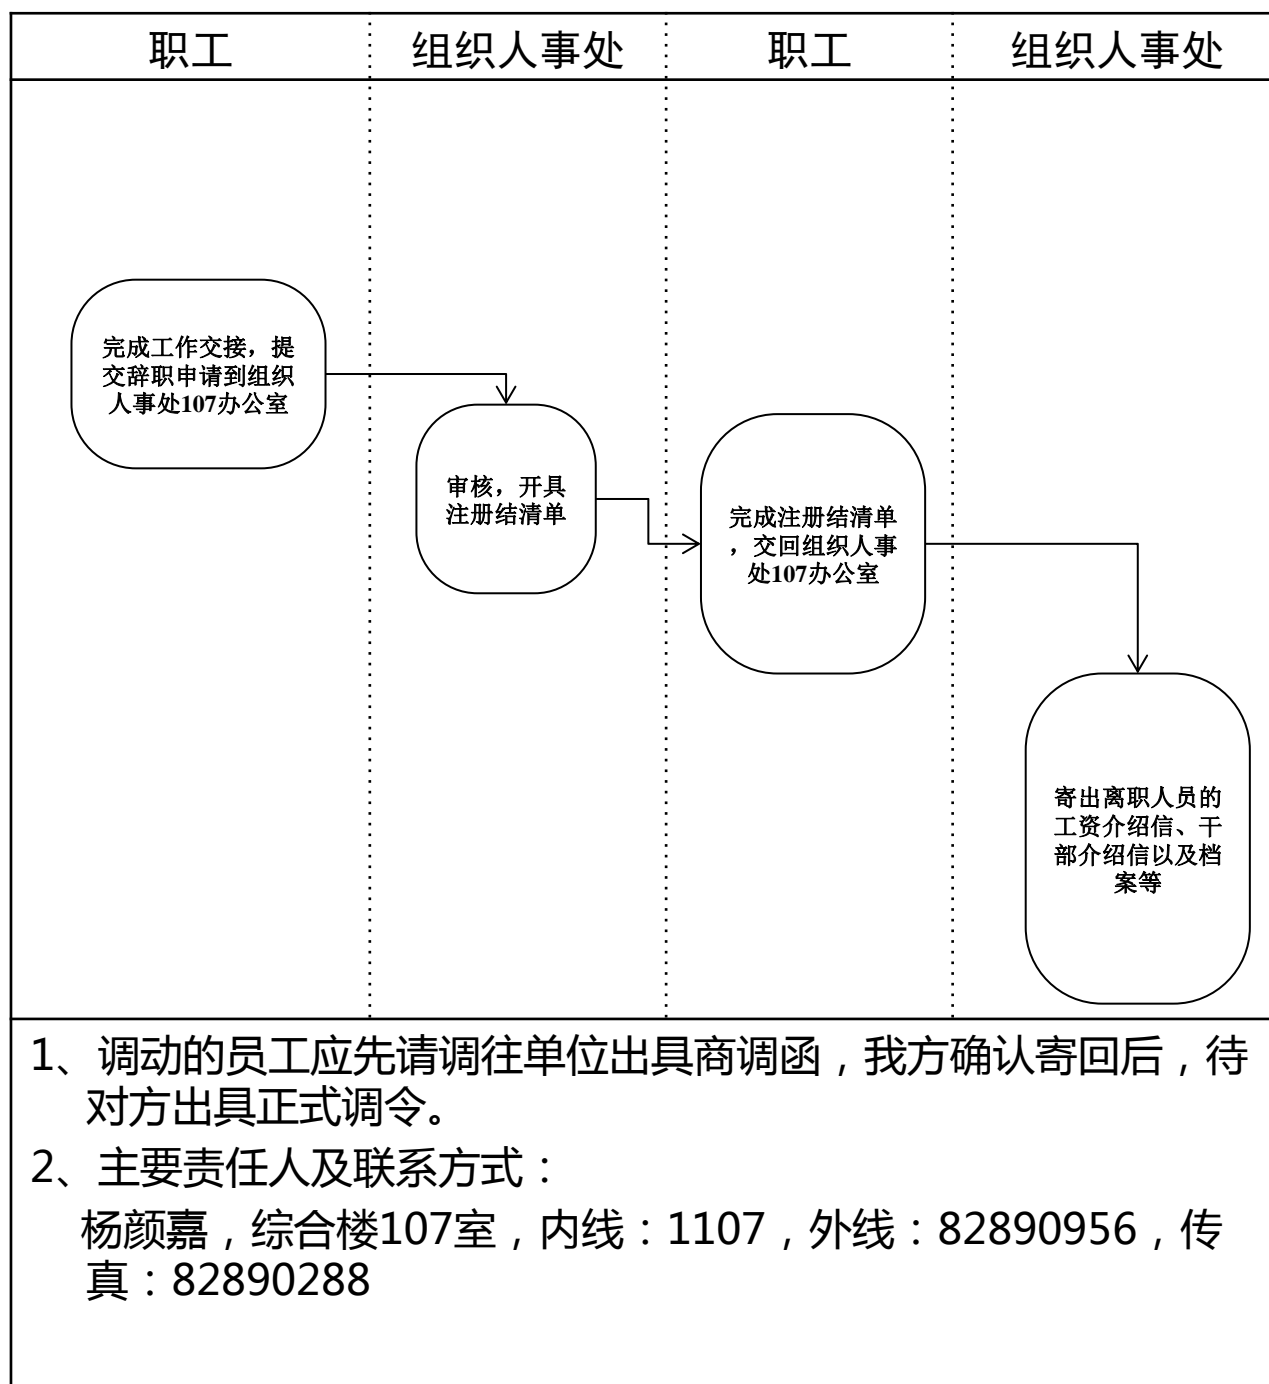 职工 组织人事处 职工 组织人事处
完成工作交接，提
交辞职申请到组织
人事处107办公室
审核，开具
注册结清单
完成注册结清单
，交回组织人事
处107办公室
寄出离职人员的
工资介绍信、干
部介绍信以及档
案等
1、调动的员工应先请调往单位出具商调函，我方确认寄回后，待
对方出具正式调令。
2、主要责任人及联系方式：
杨颜嘉，综合楼107室，内线：1107，外线：82890956，传
真：82890288